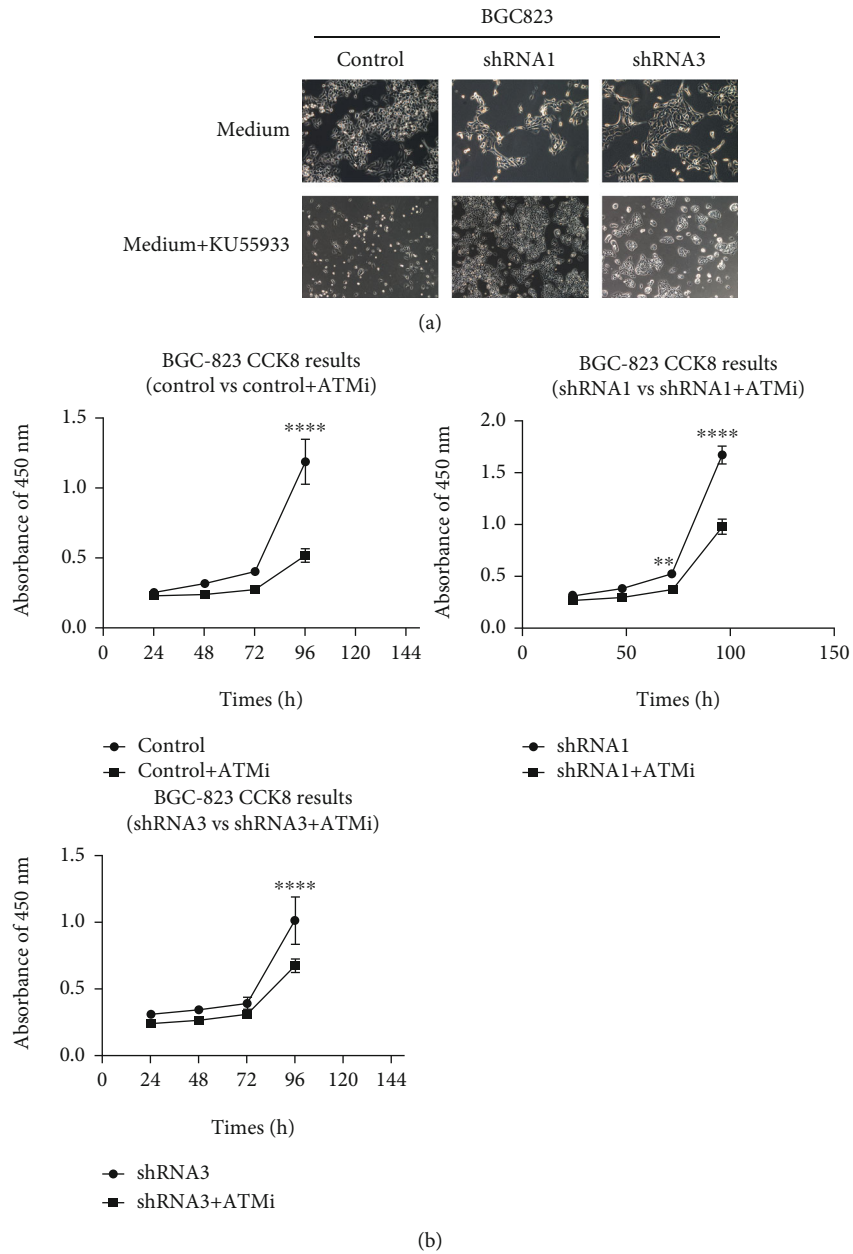 BGC823
Control shRNA1 shRNA3
Medium
Medium+KU55933
(a)
BGC-823 CCK8 results
(control vs control+ATMi)
Absorbance of 450 nm
1.5
1.0
0.5
0.0
****
0 24 48 72 96 120 144
Times (h)
Control
Control+ATMi
BGC-823 CCK8 results
(shRNA1 vs shRNA1+ATMi)
Absorbance of 450 nm
2.0
1.5
1.0
0.5
0.0
**
****
0 50 100 150
Times (h)
shRNA1
shRNA1+ATMi
BGC-823 CCK8 results
(shRNA3 vs shRNA3+ATMi)
Absorbance of 450 nm
1.5
1.0
0.5
0.0
****
0 24 48 72 96 120 144
Times (h)
shRNA3
shRNA3+ATMi
(b)